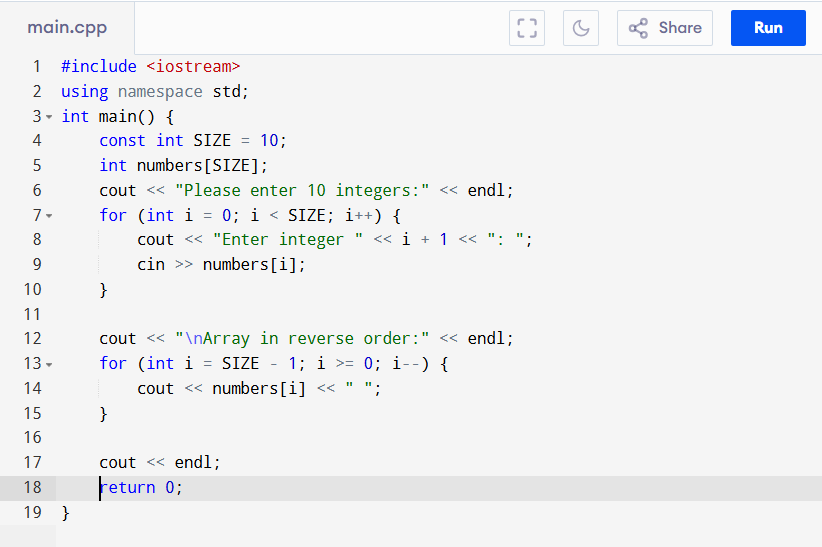 main.cpp
Share
Run
1 #include <iostream>
2 using namespace std;
3 int main() {
4     const int SIZE = 10;
5     int numbers[SIZE];
6     cout << "Please enter 10 integers:" << endl;
7     for (int i = 0; i < SIZE; i++) {
8         cout << "Enter integer " << i + 1 << ": ";
9         cin >> numbers[i];
10     }
11
12     cout << "\nArray in reverse order:" << endl;
13     for (int i = SIZE - 1; i >= 0; i--) {
14         cout << numbers[i] << " ";
15     }
16
17     cout << endl;
18     return 0;
19 }